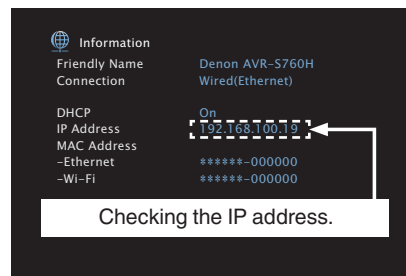 Information
Friendly Name Denon AVR-S760H
Connection Wired(Ethernet)
DHCP On
IP Address 192.168.100.19
MAC Address
-Ethernet ******-000000
-Wi-Fi ******-000000
Checking the IP address.